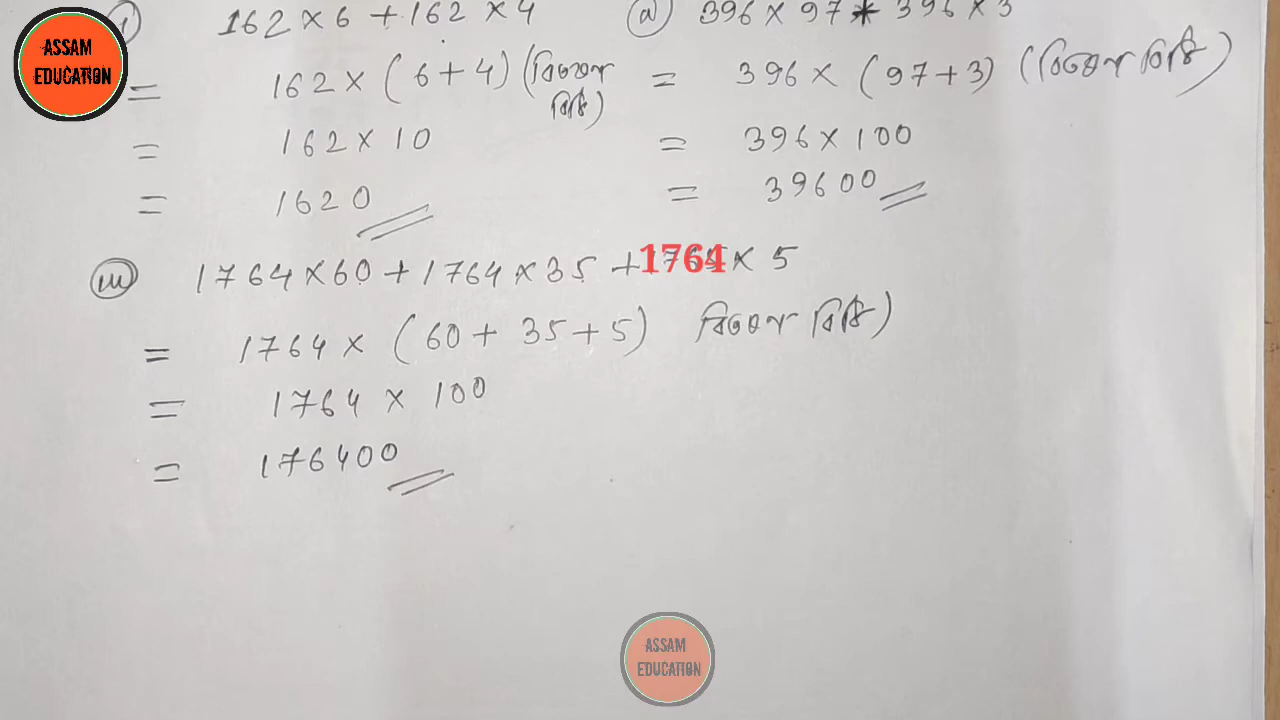 ASSAM
EDUCATION
(i) 162 × 6 + 162 × 4
= 162 × (6 + 4) (বিতৰণ
বিধি)
= 162 × 10
= 1620
(ii) 396 × 97 * 396 × 3
= 396 × (97 + 3) (বিতৰণ বিধি)
= 396 × 100
= 39600
(iii) 1764 × 60 + 1764 × 35 + 1764 × 5
= 1764 × (60 + 35 + 5) বিতৰণ বিধি)
= 1764 × 100
= 176400
ASSAM
EDUCATION